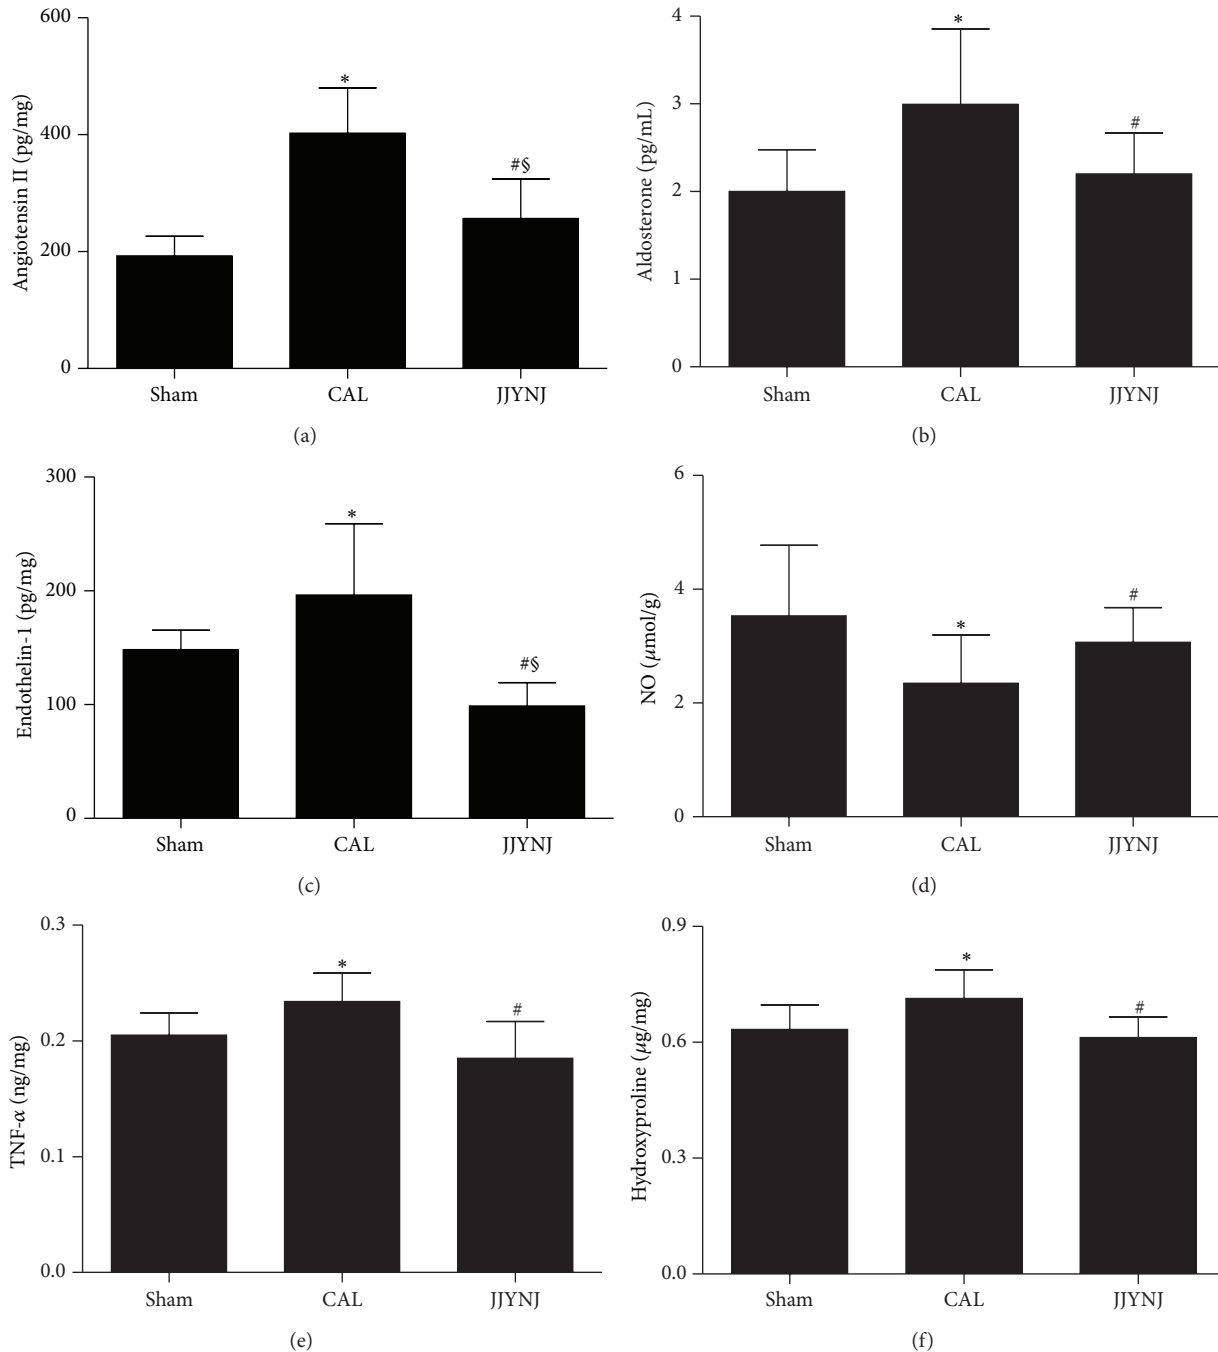 600
400
200
0
Angiotensin II (pg/mg)
*
#§
Sham CAL JJYNJ
(a)
4
3
2
1
0
Aldosterone (pg/mL)
*
#
Sham CAL JJYNJ
(b)
300
200
100
0
Endothelin-1 (pg/mg)
*
#§
Sham CAL JJYNJ
(c)
6
4
2
0
NO (μmol/g)
*
#
Sham CAL JJYNJ
(d)
0.3
0.2
0.1
0.0
TNF-α (ng/mg)
*
#
Sham CAL JJYNJ
(e)
0.9
0.6
0.3
0.0
Hydroxyproline (μg/mg)
*
#
Sham CAL JJYNJ
(f)